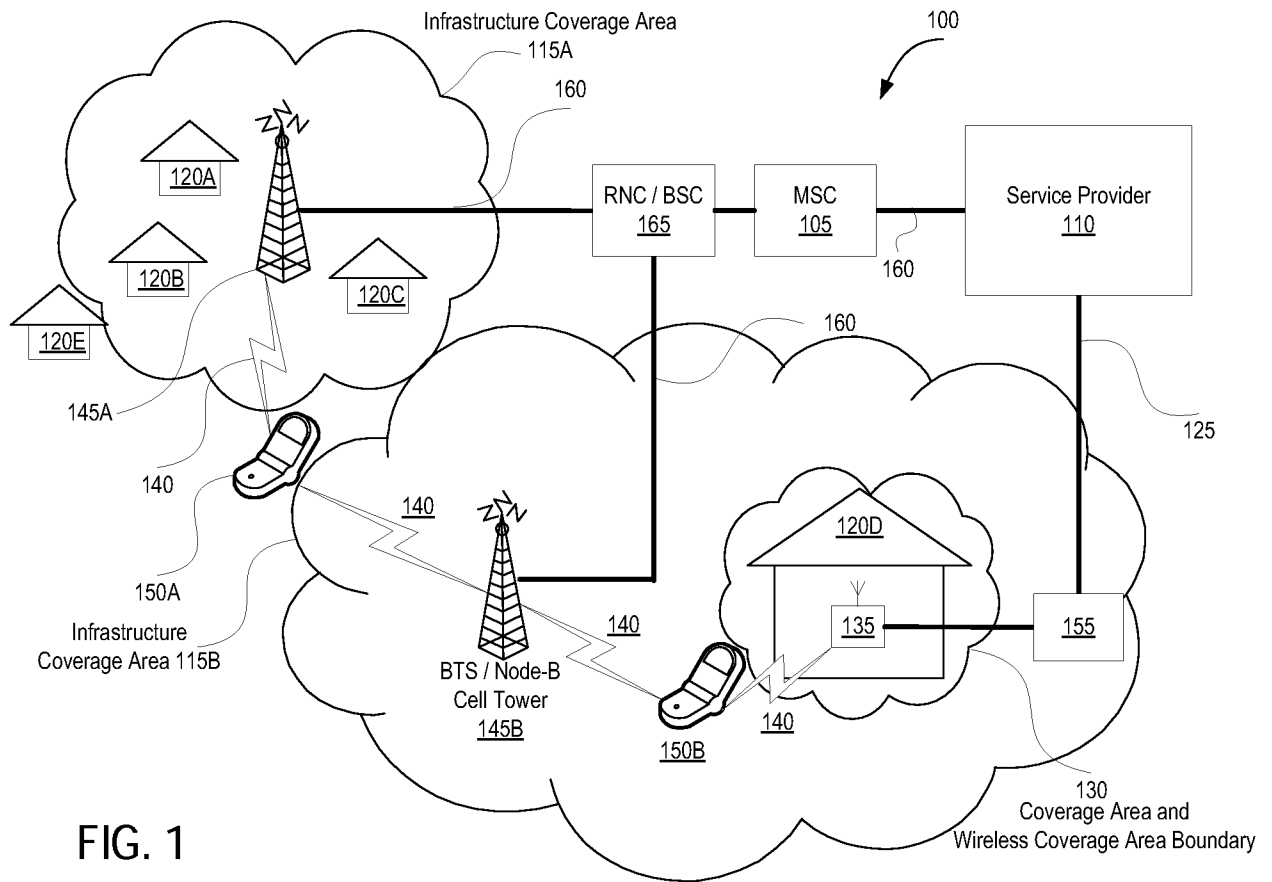 Infrastructure Coverage Area
115A
100
160
120A
RNC / BSC
165
MSC
105
Service Provider
110
120B
120C
160
120E
160
145A
125
140
140
120D
150A
135
155
140
Infrastructure
Coverage Area 115B
BTS / Node-B
Cell Tower
145B
140
150B
130
Coverage Area and
Wireless Coverage Area Boundary
FIG. 1